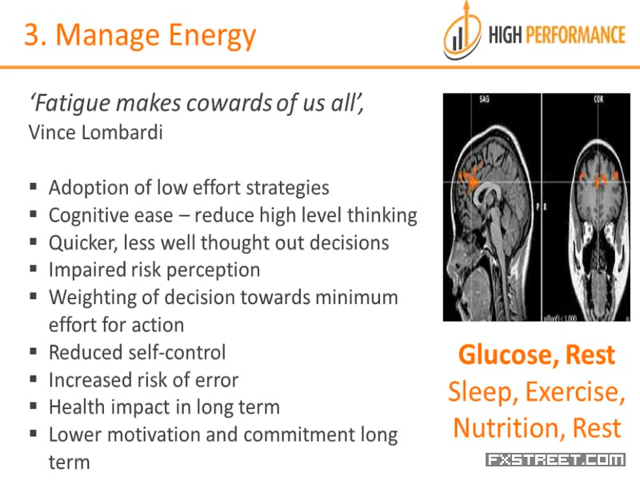 3. Manage Energy
HIGH PERFORMANCE
‘Fatigue makes cowards of us all’,
Vince Lombardi
▪ Adoption of low effort strategies
▪ Cognitive ease – reduce high level thinking
▪ Quicker, less well thought out decisions
▪ Impaired risk perception
▪ Weighting of decision towards minimum
effort for action
▪ Reduced self-control
▪ Increased risk of error
▪ Health impact in long term
▪ Lower motivation and commitment long
term
SAG
COR
P
R
Glucose, Rest
Sleep, Exercise,
Nutrition, Rest
FXSTREET.COM